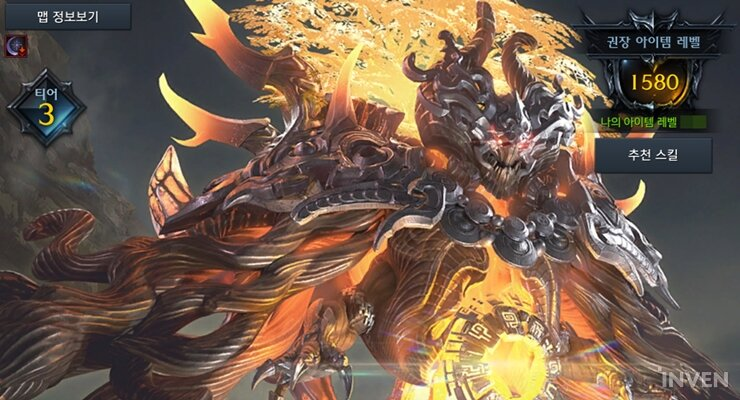 맵 정보보기
권장 아이템 레벨
티어
3
1580
나의 아이템 레벨
추천 스킬
INVEN